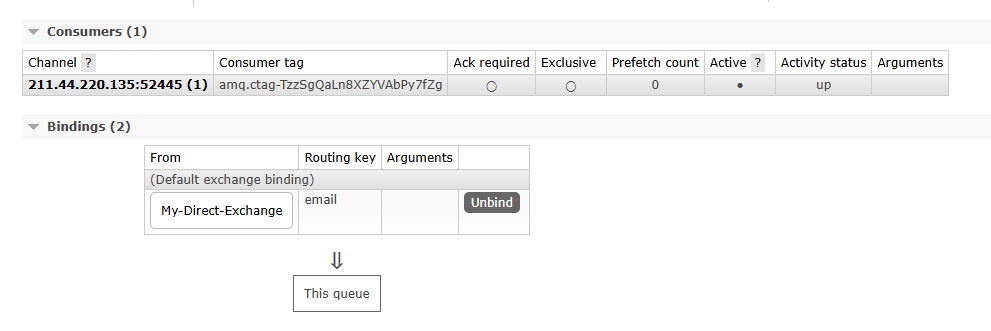 Consumers (1)
Channel ? Consumer tag Ack required Exclusive Prefetch count Active ? Activity status Arguments
211.44.220.135:52445 (1) amq.ctag-TzzSgQaLn8XZYVAbPy7fZg ○ ○ 0 ● up
Bindings (2)
From Routing key Arguments
(Default exchange binding)
My-Direct-Exchange email Unbind
⇓
This queue